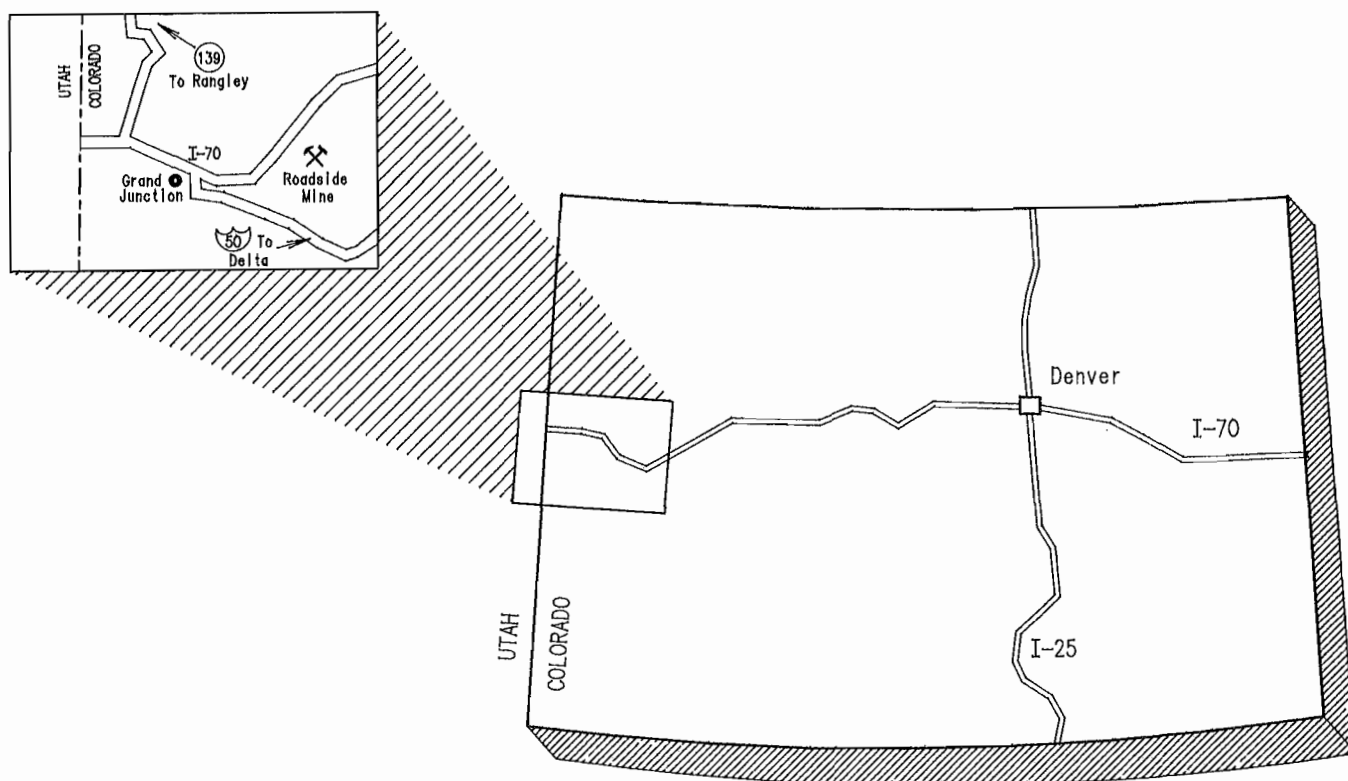 139
To Rangley
UTAH
COLORADO
I-70
Grand
Junction
Roadside
Mine
50 To
Delta
Denver
I-70
UTAH
COLORADO
I-25